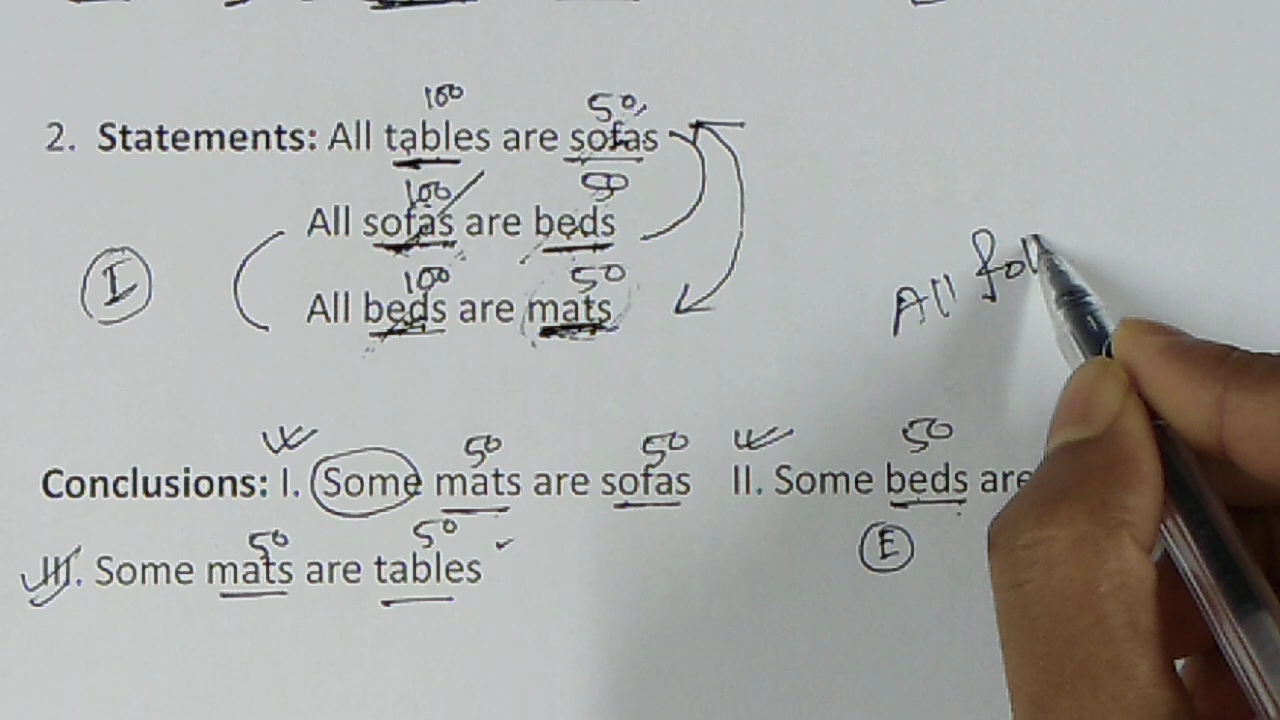 100 50
2. Statements: All tables are sofas
100 50
All sofas are beds
I
100 50
All beds are mats
All foll
50 50 50
Conclusions: I. Some mats are sofas II. Some beds are
50 50 E
III. Some mats are tables